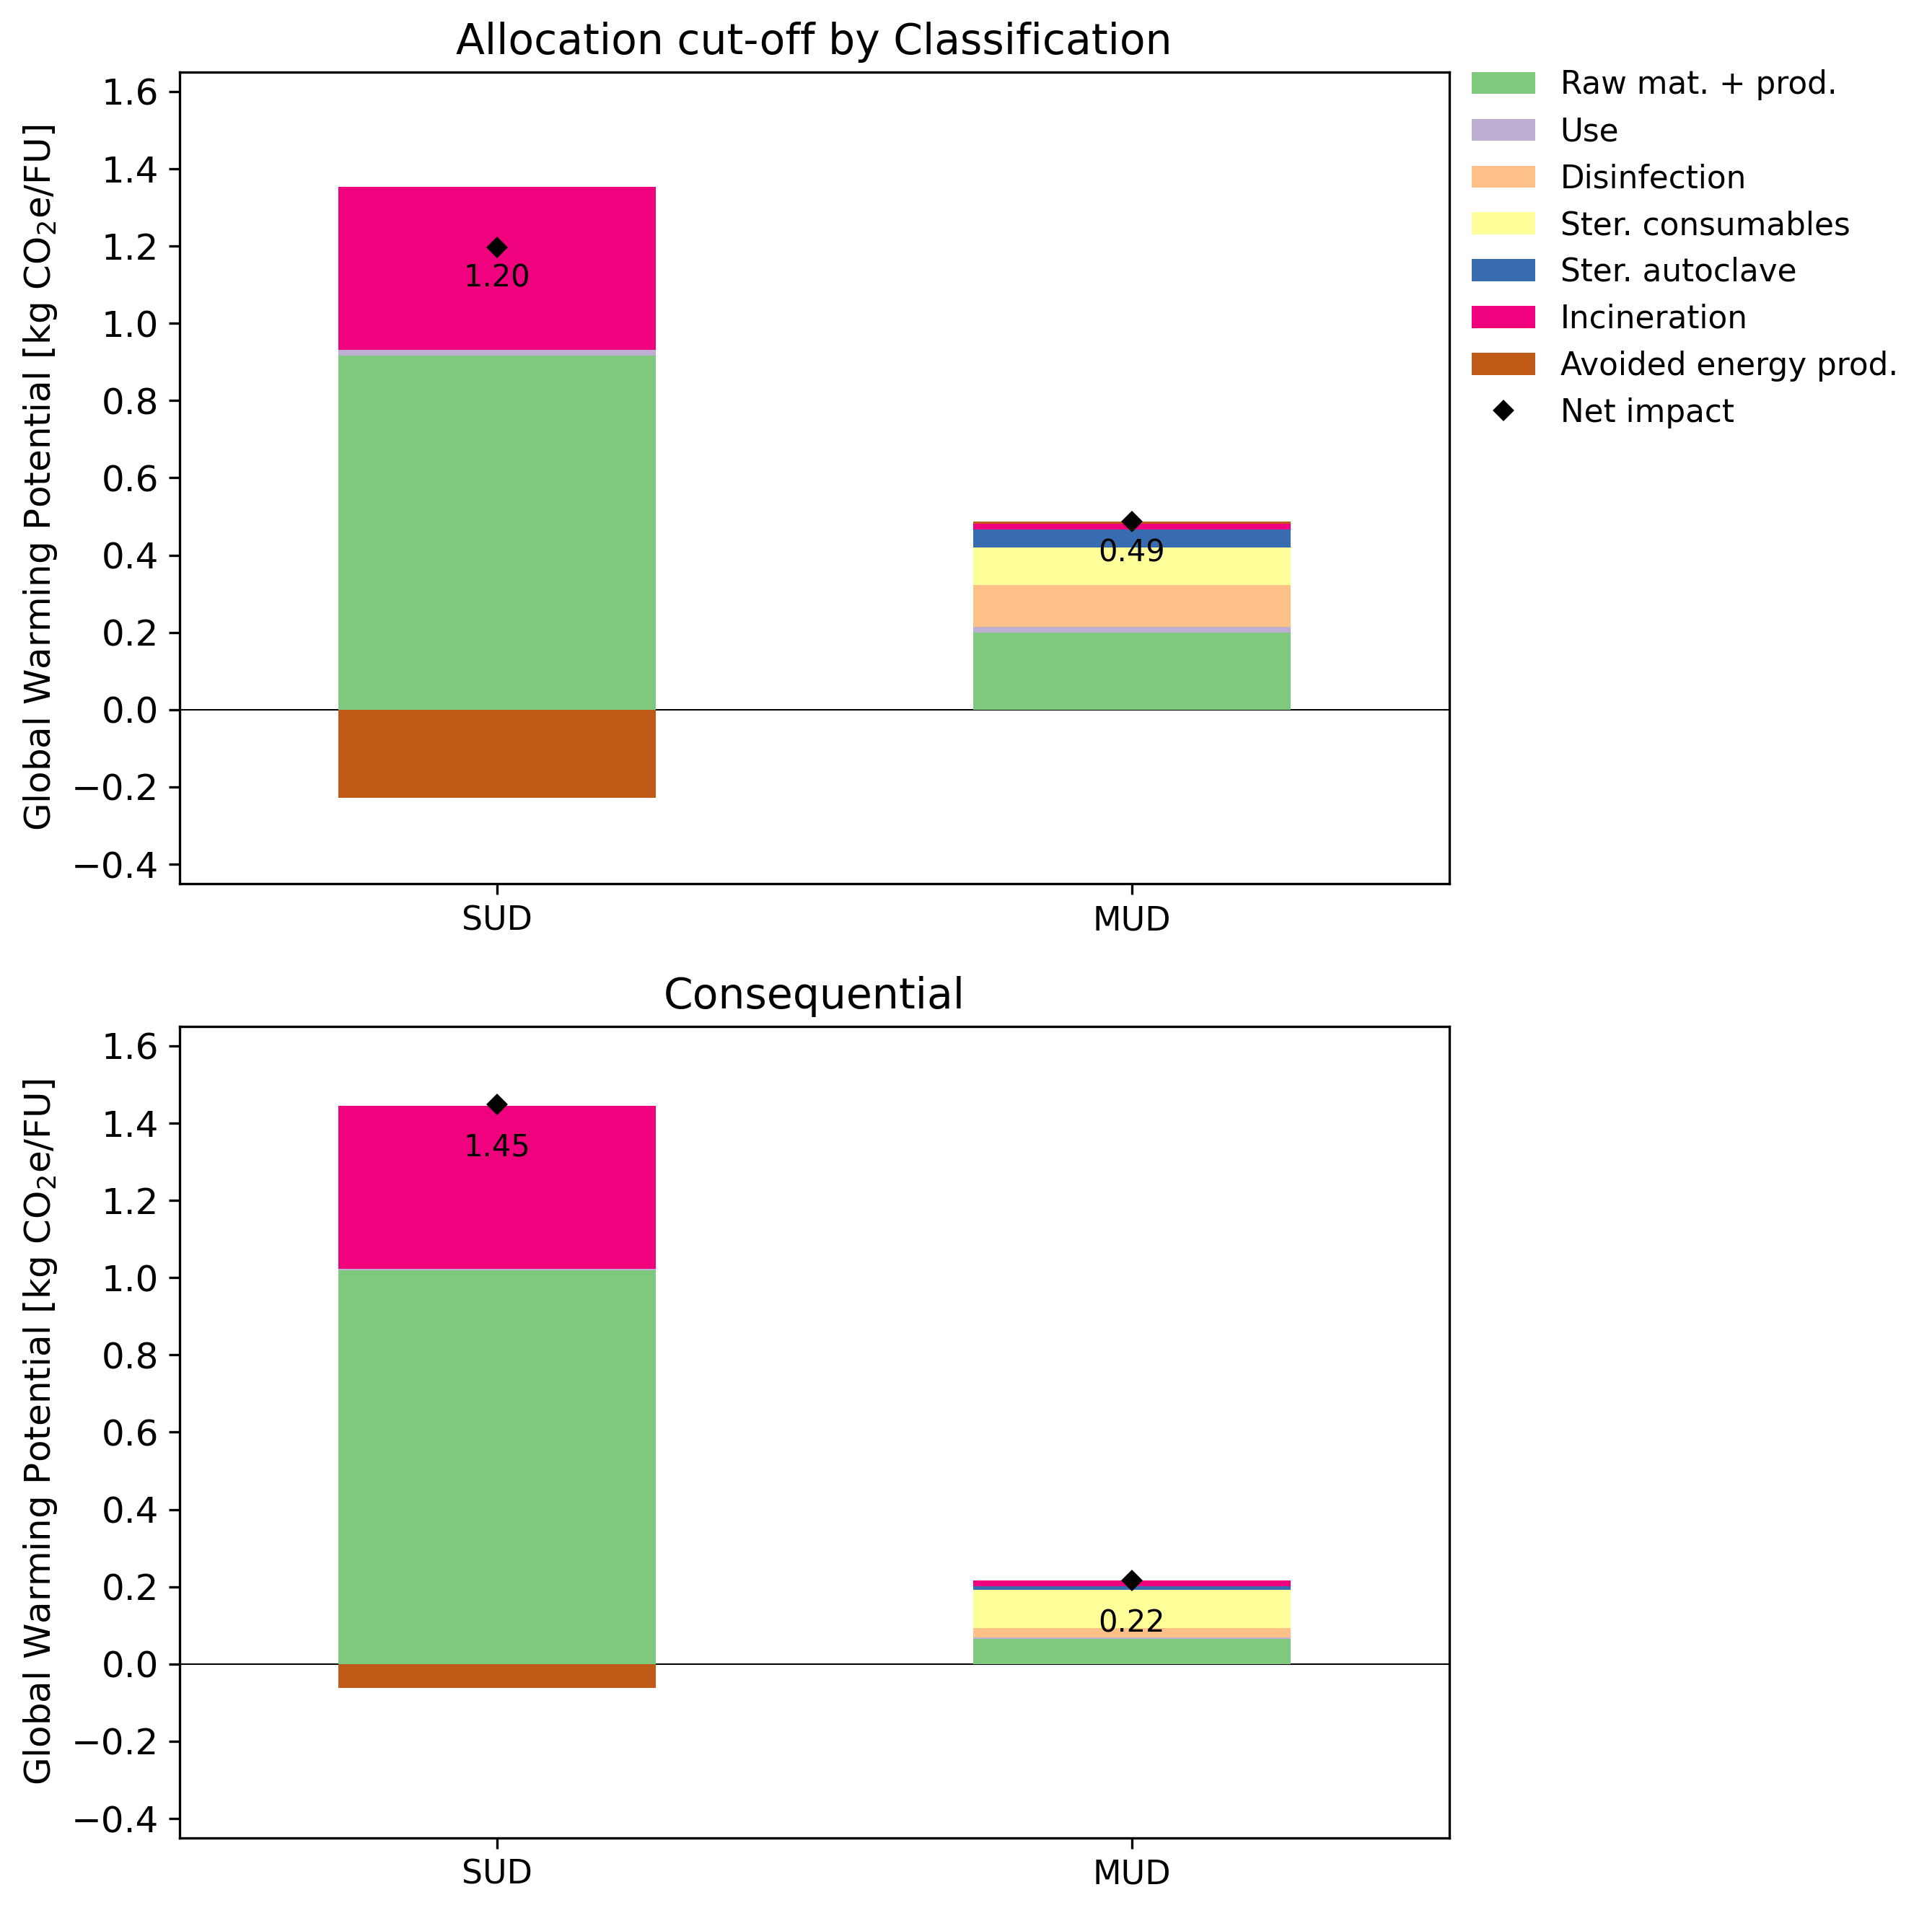 Allocation cut-off by Classification
Global Warming Potential [kg CO₂e/FU]
1.6
1.4
1.2
1.0
0.8
0.6
0.4
0.2
0.0
−0.2
−0.4
1.20
0.49
SUD
MUD
Raw mat. + prod.
Use
Disinfection
Ster. consumables
Ster. autoclave
Incineration
Avoided energy prod.
Net impact
Consequential
Global Warming Potential [kg CO₂e/FU]
1.6
1.4
1.2
1.0
0.8
0.6
0.4
0.2
0.0
−0.2
−0.4
1.45
0.22
SUD
MUD